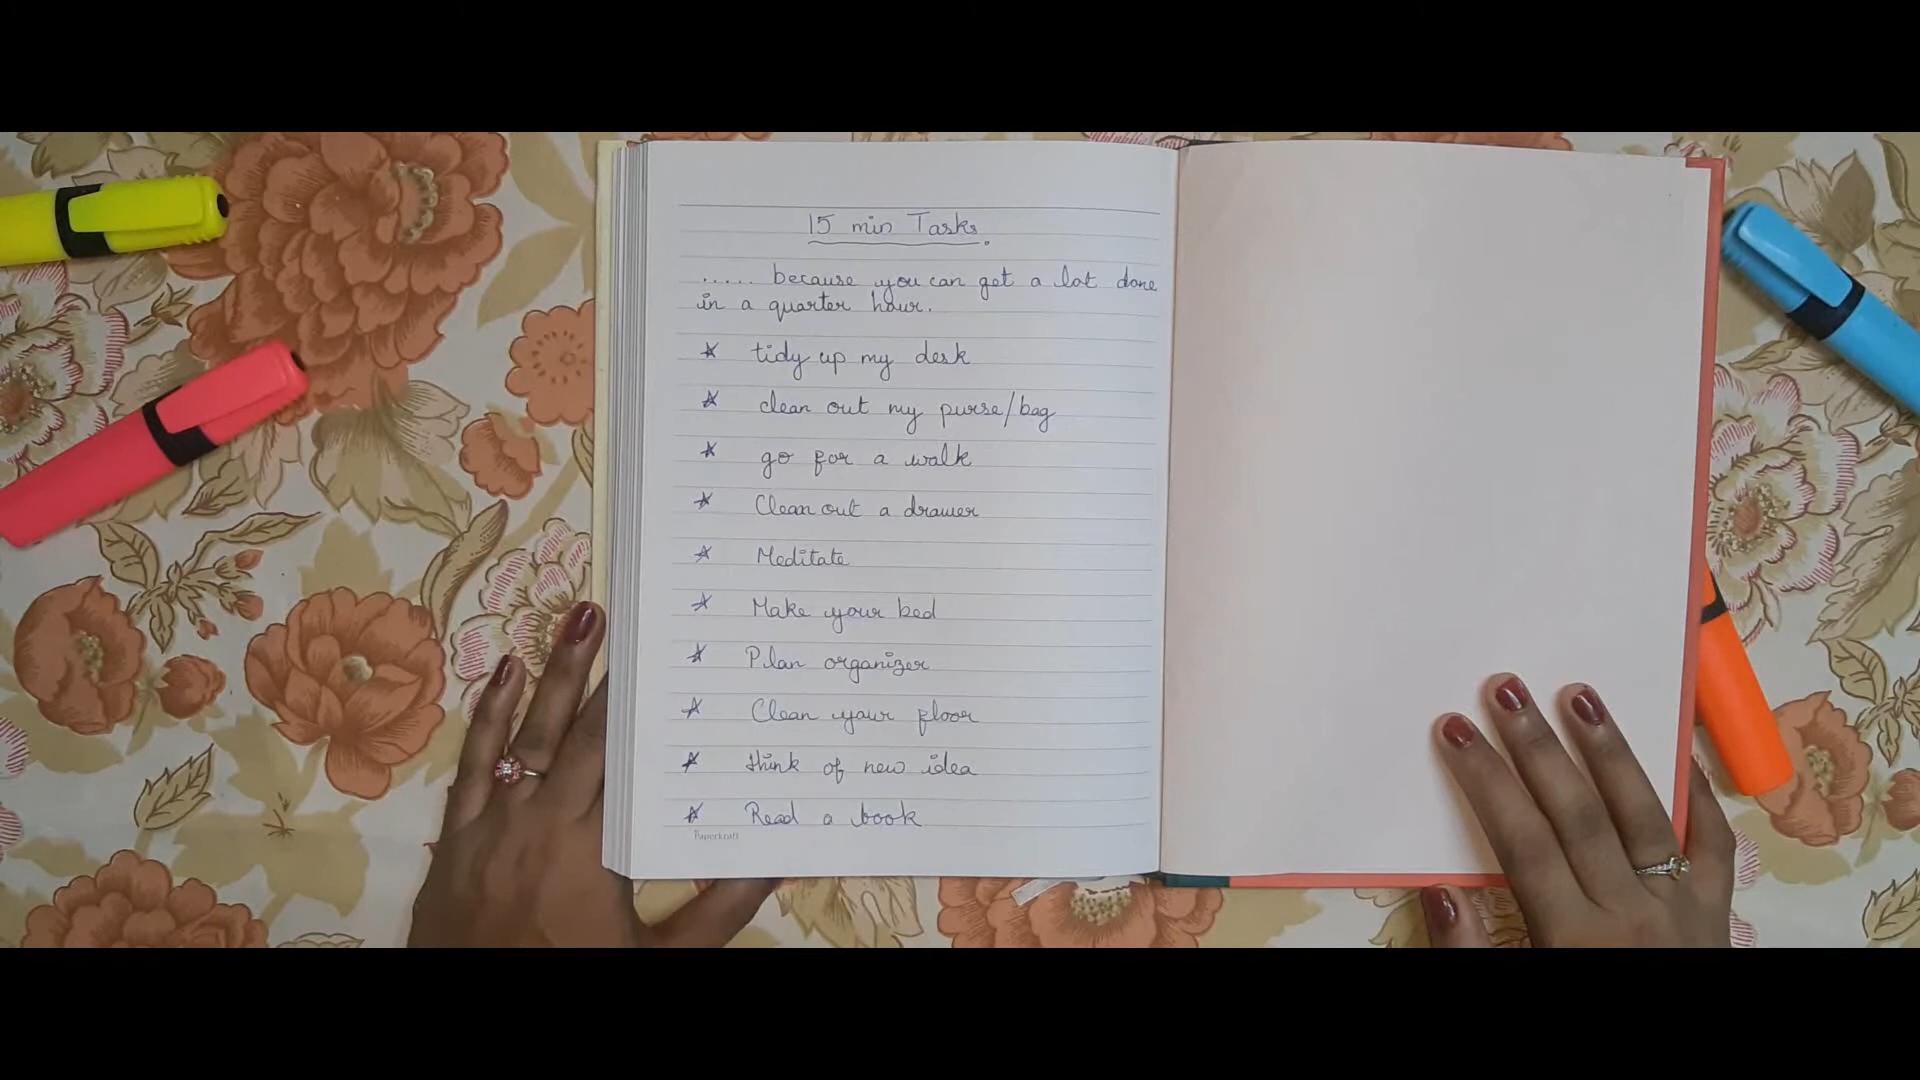 15 min Tasks.
..... because you can get a lot done
in a quarter hour.
☆ tidy up my desk
☆ clean out my purse/bag
☆ go for a walk
☆ Clean out a drawer
☆ Meditate
☆ Make your bed
☆ Plan organizer
☆ Clean your floor
☆ think of new idea
☆ Read a book
Paperkraft